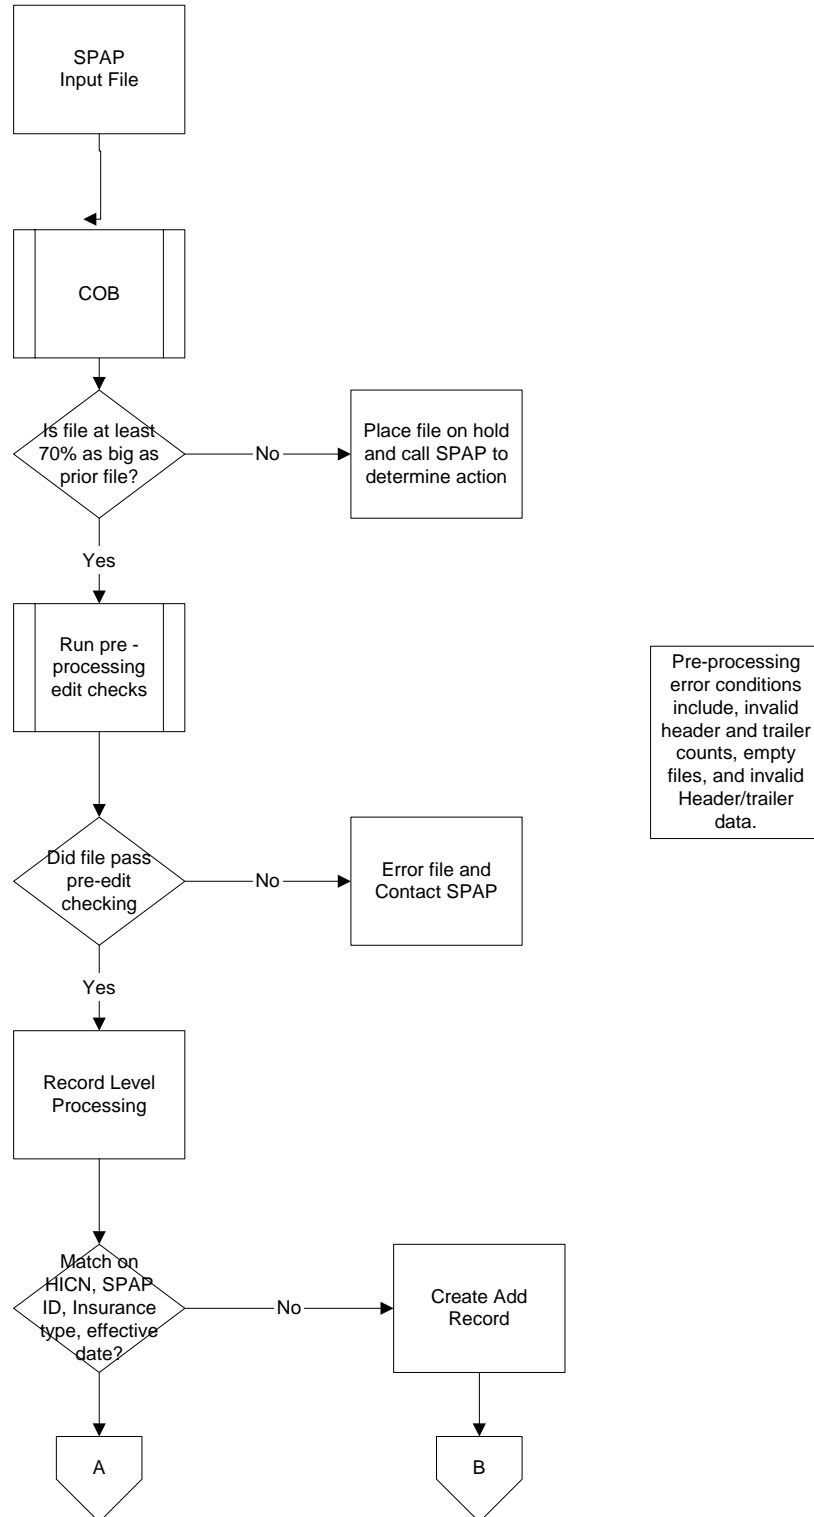 SPAP
Input File
COB
Is file at least
70% as big as
prior file?
No
Place file on hold
and call SPAP to
determine action
Yes
Run pre -
processing
edit checks
Pre-processing
error conditions
include, invalid
header and trailer
counts, empty
files, and invalid
Header/trailer
data.
Did file pass
pre-edit
checking
No
Error file and
Contact SPAP
Yes
Record Level
Processing
Match on
HICN, SPAP
ID, Insurance
type, effective
date?
No
Create Add
Record
A
B